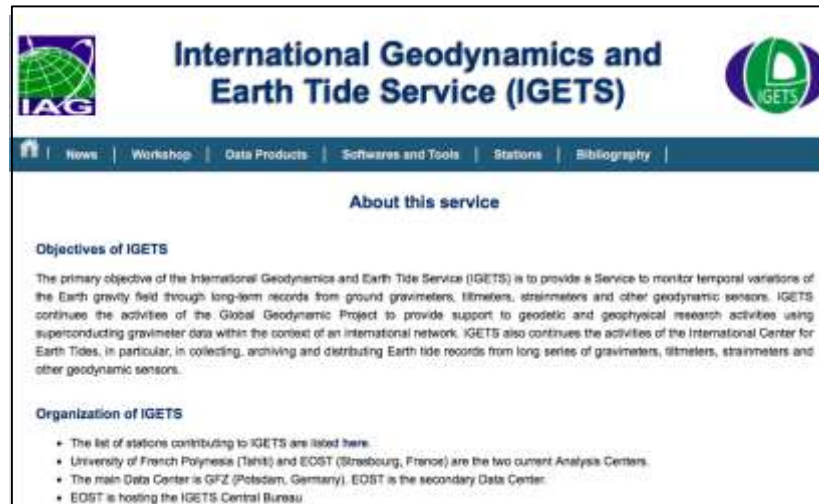 International Geodynamics and
Earth Tide Service (IGETS)
IAG
IGETS
News | Workshop | Data Products | Softwares and Tools | Stations | Bibliography |
About this service
Objectives of IGETS
The primary objective of the International Geodynamics and Earth Tide Service (IGETS) is to provide a Service to monitor temporal variations of
the Earth gravity field through long-term records from ground gravimeters, tiltmeters, strainmeters and other geodynamic sensors. IGETS
continues the activities of the Global Geodynamic Project to provide support to geodetic and geophysical research activities using
superconducting gravimeter data within the context of an international network. IGETS also continues the activities of the International Center for
Earth Tides, in particular, in collecting, archiving and distributing Earth tide records from long series of gravimeters, tiltmeters, strainmeters and
other geodynamic sensors.
Organization of IGETS
• The list of stations contributing to IGETS are listed here.
• University of French Polynesia (Tahiti) and EOST (Strasbourg, France) are the two current Analysis Centers.
• The main Data Center is GFZ (Potsdam, Germany). EOST is the secondary Data Center.
• EOST is hosting the IGETS Central Bureau